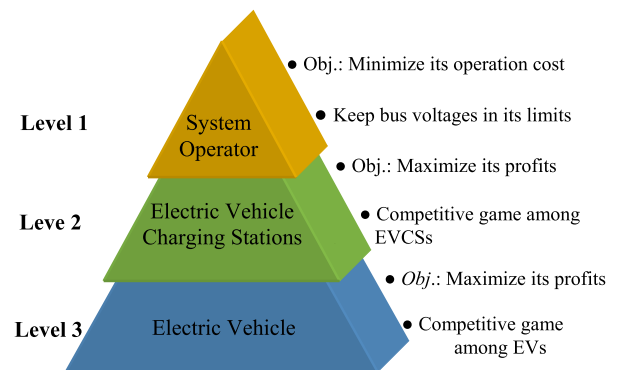 ● Obj.: Minimize its operation cost
Level 1
● Keep bus voltages in its limits
System
Operator
● Obj.: Maximize its profits
Leve 2
Electric Vehicle
Charging Stations
● Competitive game among
EVCSs
● Obj.: Maximize its profits
Level 3
Electric Vehicle
● Competitive game
among EVs